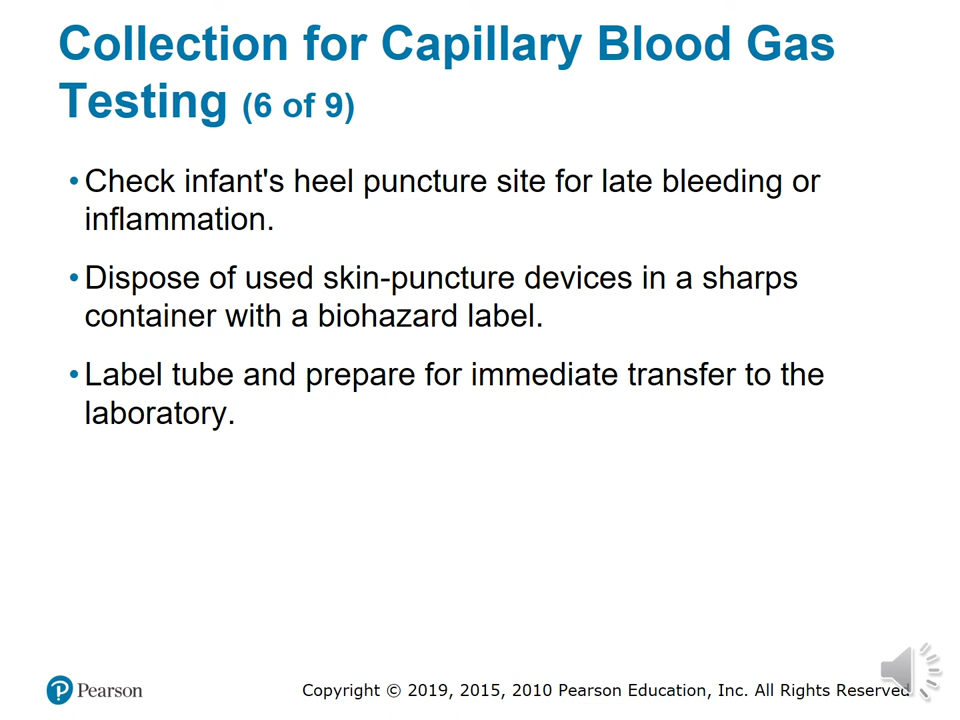 Collection for Capillary Blood Gas
Testing (6 of 9)
• Check infant's heel puncture site for late bleeding or
inflammation.
• Dispose of used skin-puncture devices in a sharps
container with a biohazard label.
• Label tube and prepare for immediate transfer to the
laboratory.
Pearson
Copyright © 2019, 2015, 2010 Pearson Education, Inc. All Rights Reserved